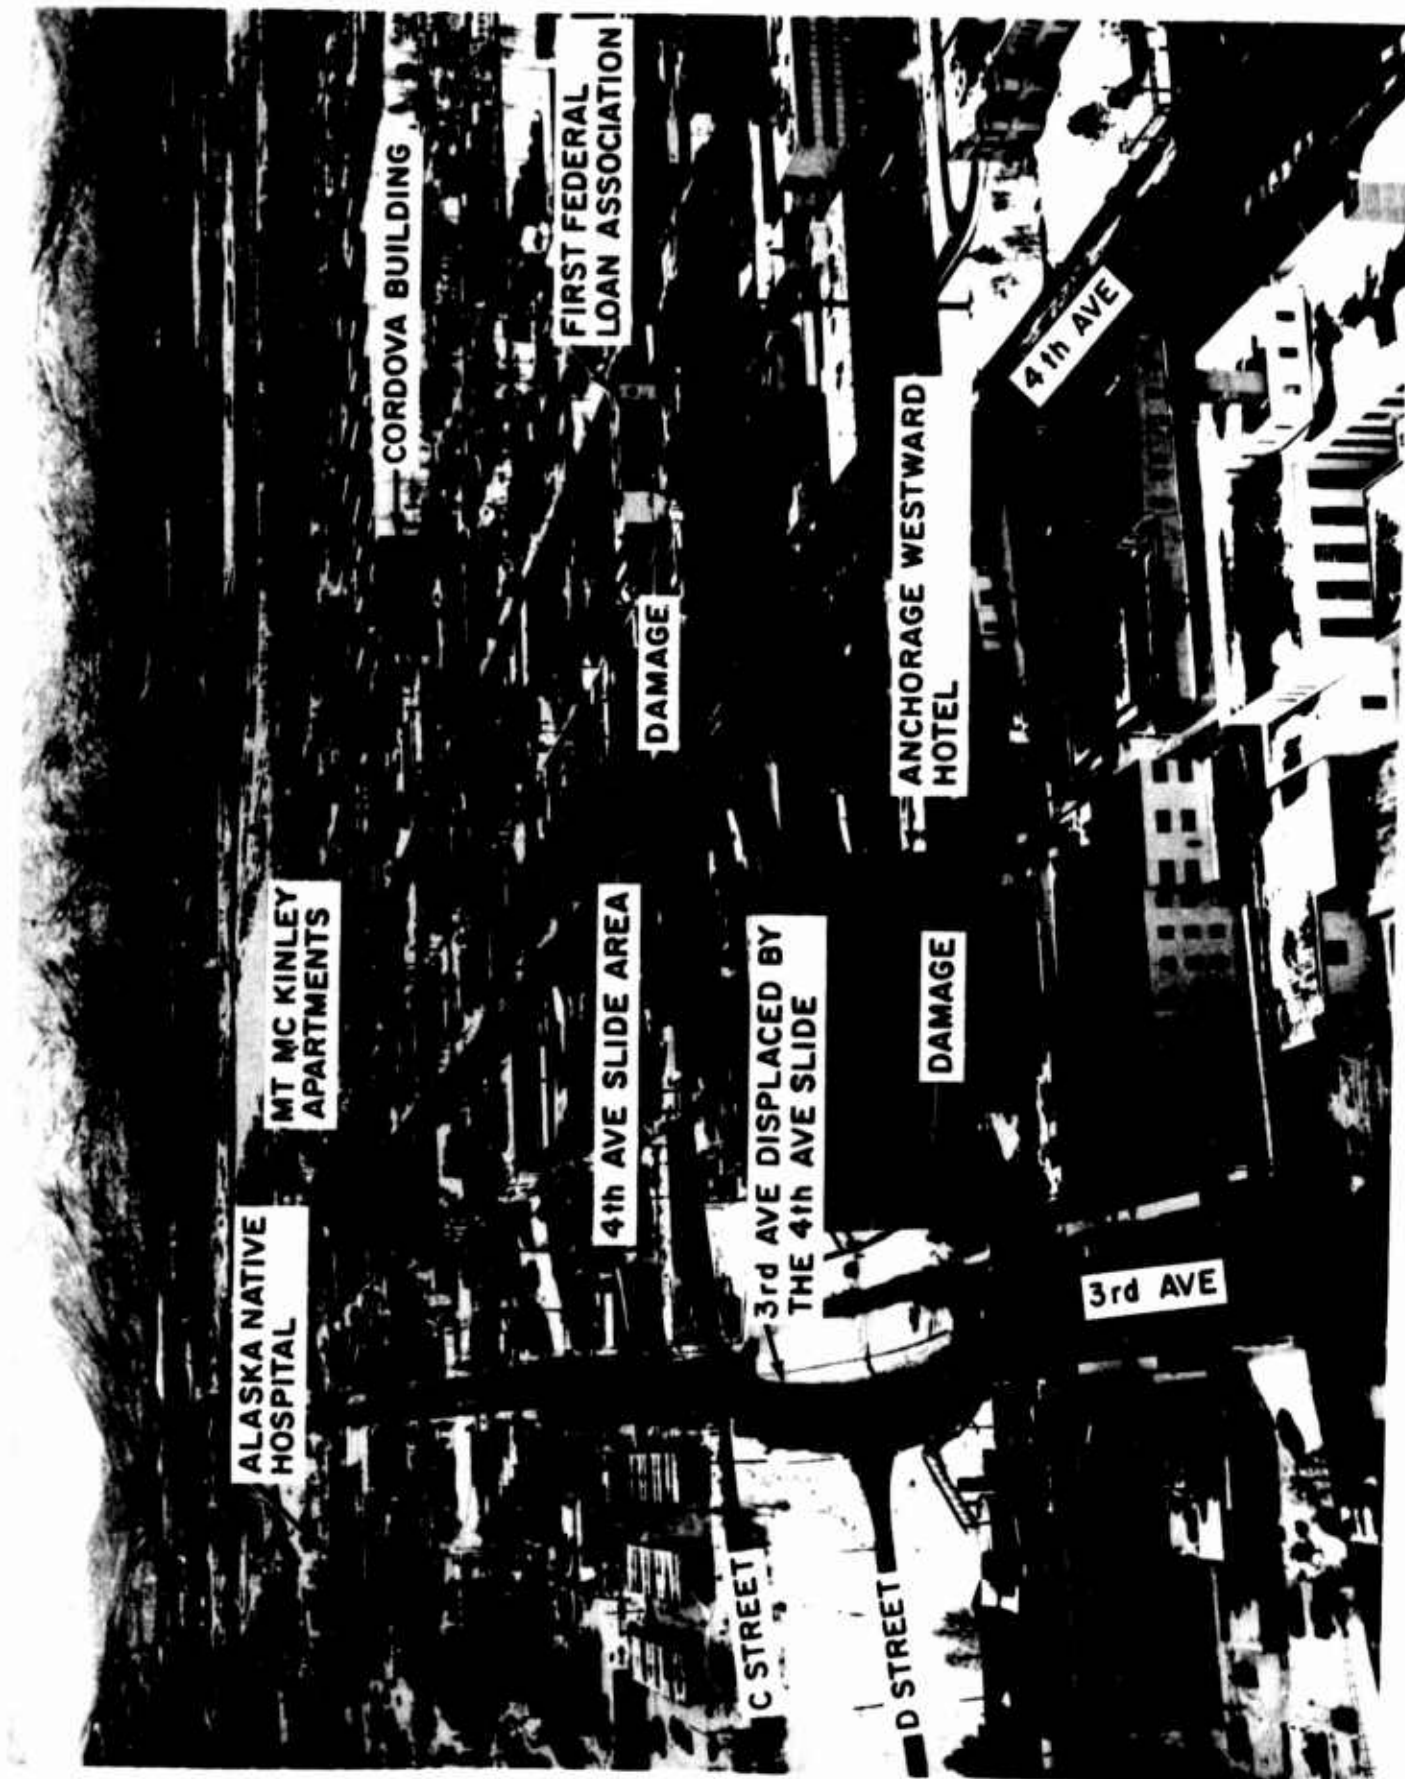 ALASKA NATIVE
HOSPITAL
MT MC KINLEY
APARTMENTS
CORDOVA BUILDING
FIRST FEDERAL
LOAN ASSOCIATION
4th AVE SLIDE AREA
DAMAGE
C STREET
3rd AVE DISPLACED BY
THE 4th AVE SLIDE
D STREET
DAMAGE
ANCHORAGE WESTWARD
HOTEL
4th AVE
3rd AVE